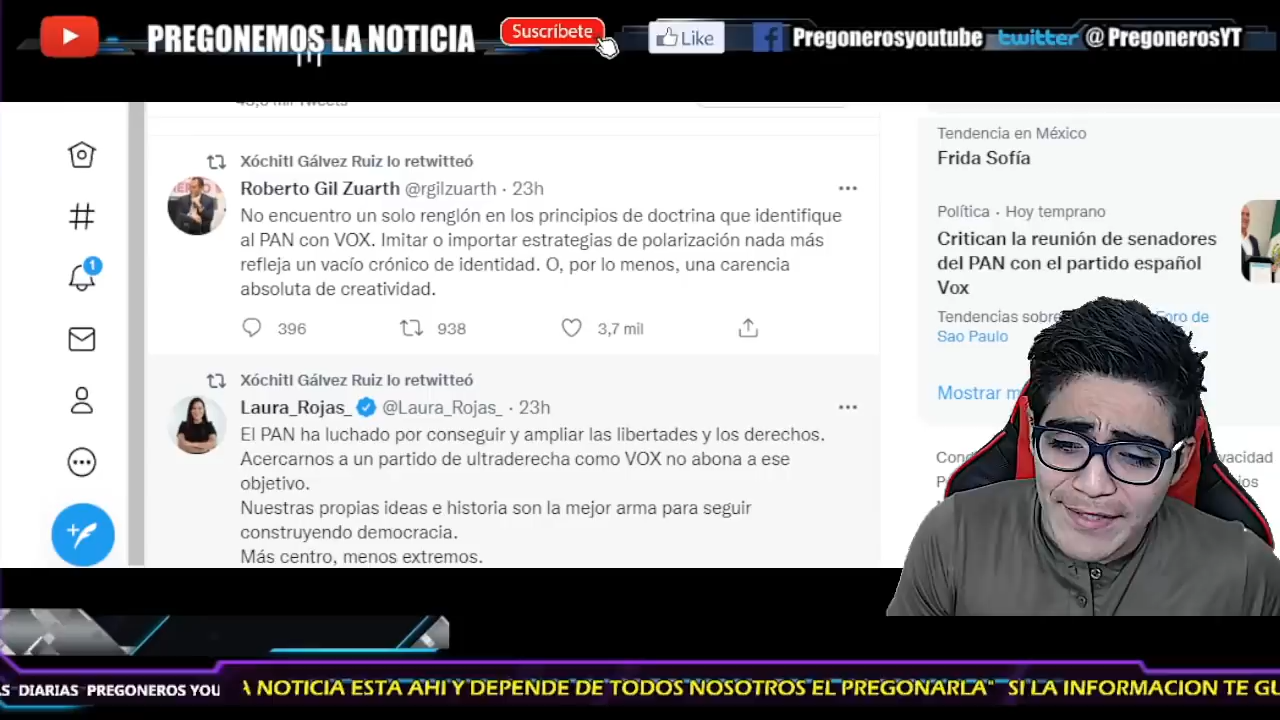 PREGONEMOS LA NOTICIA
Suscríbete
Like
Pregonerosyoutube
twitter @PregonerosYT
Xóchitl Gálvez Ruiz lo retwitteó
Roberto Gil Zuarth @rgilzuarth · 23h
No encuentro un solo renglón en los principios de doctrina que identifique
al PAN con VOX. Imitar o importar estrategias de polarización nada más
refleja un vacío crónico de identidad. O, por lo menos, una carencia
absoluta de creatividad.
396 938 3,7 mil
Xóchitl Gálvez Ruiz lo retwitteó
Laura_Rojas_ @Laura_Rojas_ · 23h
El PAN ha luchado por conseguir y ampliar las libertades y los derechos.
Acercarnos a un partido de ultraderecha como VOX no abona a ese
objetivo.
Nuestras propias ideas e historia son la mejor arma para seguir
construyendo democracia.
Más centro, menos extremos.
1
Tendencia en México
Frida Sofía
Política · Hoy temprano
Critican la reunión de senadores
del PAN con el partido español
Vox
Tendencias sobre Foro de
Sao Paulo
Mostrar
S DIARIAS PREGONEROS YOU
A NOTICIA ESTA AHI Y DEPENDE DE TODOS NOSOTROS EL PREGONARLA" SI LA INFORMACION TE GU